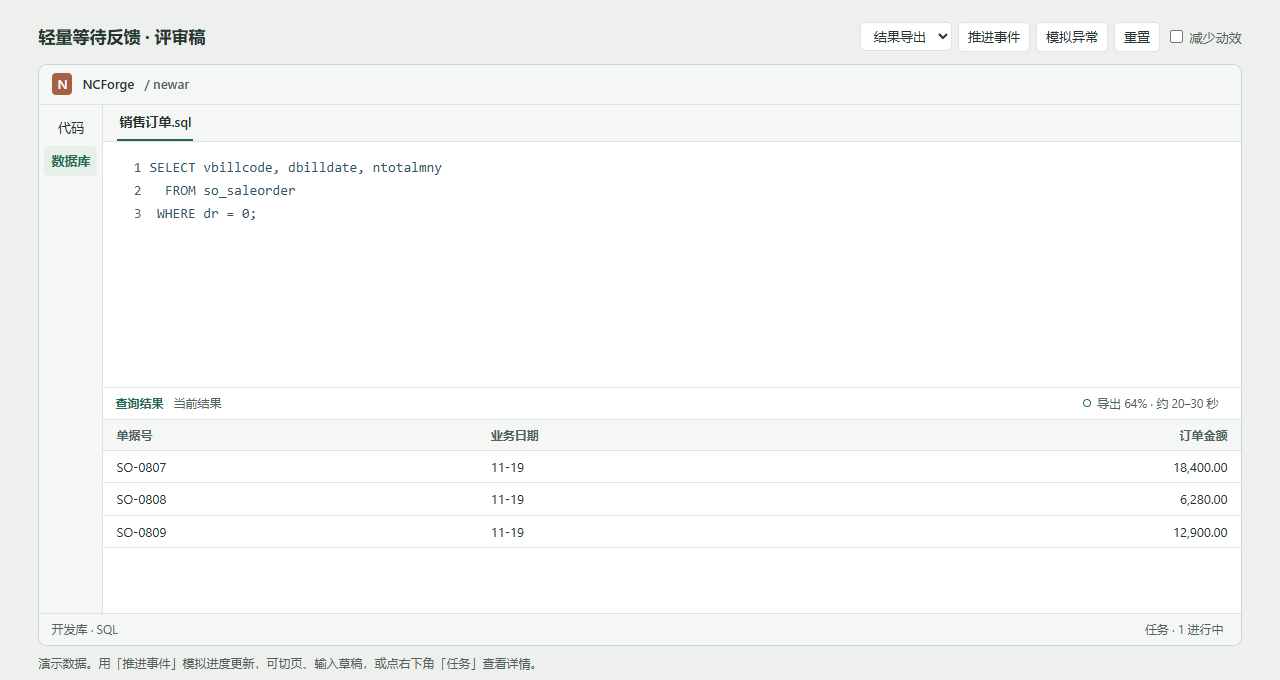 轻量等待反馈 · 评审稿
结果导出 推进事件 模拟异常 重置 减少动效
N NCForge / newar
代码
数据库
销售订单.sql
1 SELECT vbillcode, dbilldate, ntotalmny
2 FROM so_saleorder
3 WHERE dr = 0;
查询结果 当前结果 导出 64% · 约 20–30 秒
单据号 业务日期 订单金额
SO-0807 11-19 18,400.00
SO-0808 11-19 6,280.00
SO-0809 11-19 12,900.00
开发库 · SQL 任务 · 1 进行中
演示数据。用「推进事件」模拟进度更新，可切页、输入草稿，或点右下角「任务」查看详情。